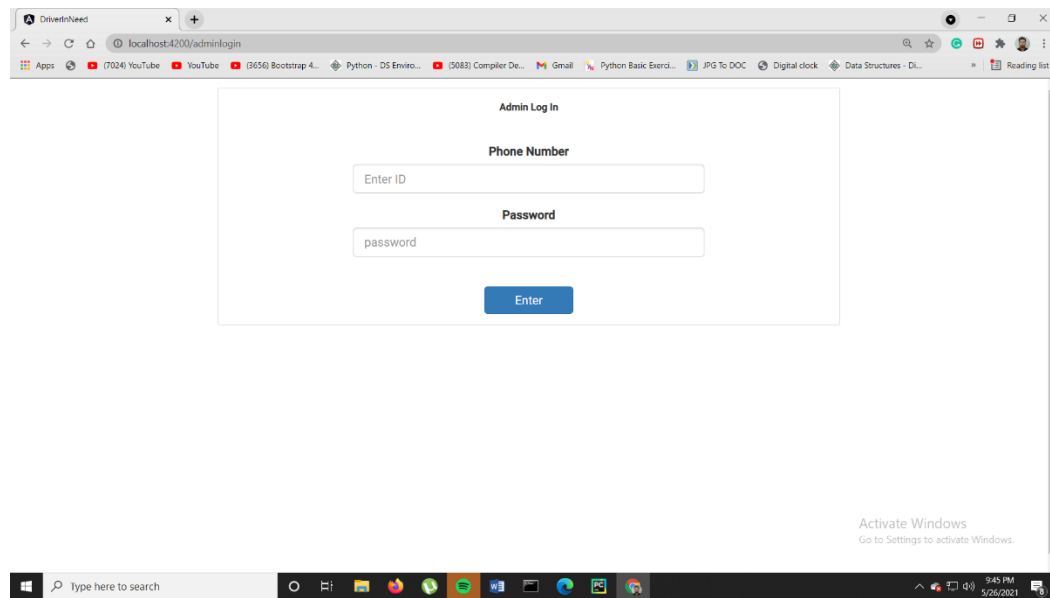 DriverInNeed
localhost:4200/adminlogin
Apps (7024) YouTube YouTube (3656) Bootstrap 4... Python - DS Enviro... (5083) Compiler De... Gmail Python Basic Exerci... JPG To DOC Digital clock Data Structures - Di... » Reading list
Admin Log In
Phone Number
Enter ID
Password
password
Enter
Activate Windows
Go to Settings to activate Windows.
Type here to search
9:45 PM
5/26/2021